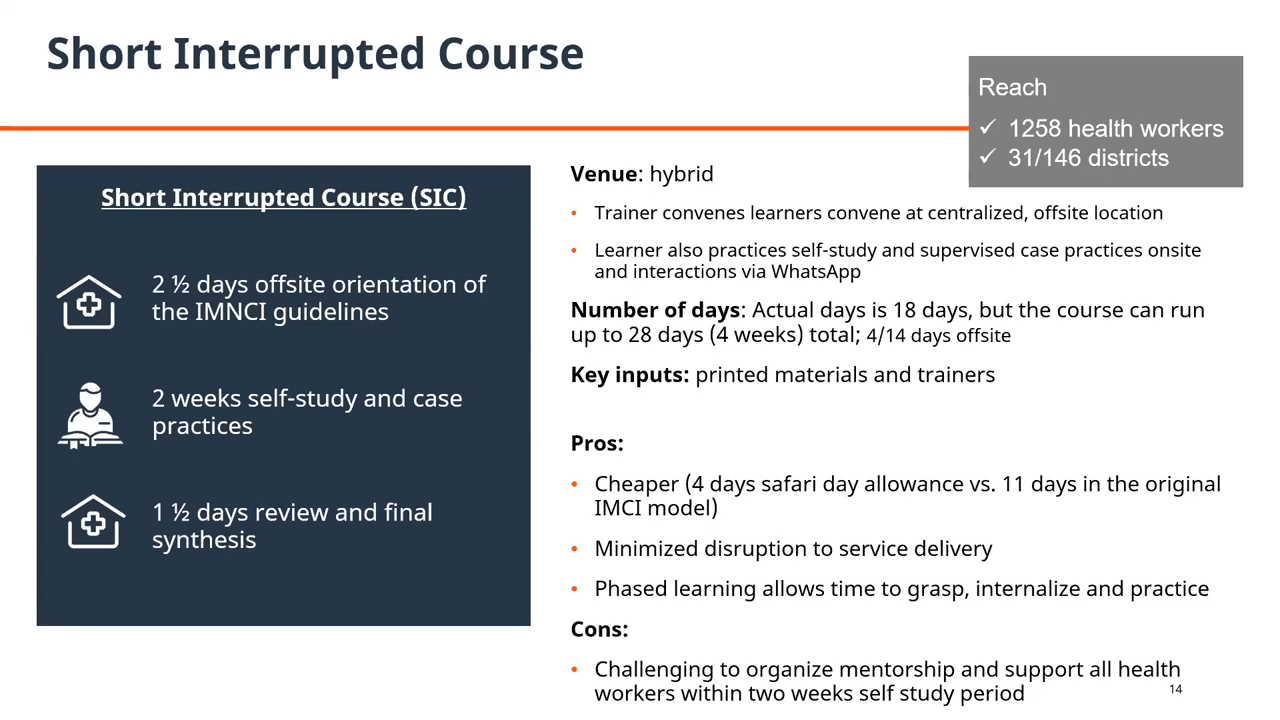 Short Interrupted Course
Reach
✓ 1258 health workers
✓ 31/146 districts
Short Interrupted Course (SIC)
2 ½ days offsite orientation of
the IMNCI guidelines
2 weeks self-study and case
practices
1 ½ days review and final
synthesis
Venue: hybrid
• Trainer convenes learners convene at centralized, offsite location
• Learner also practices self-study and supervised case practices onsite
and interactions via WhatsApp
Number of days: Actual days is 18 days, but the course can run
up to 28 days (4 weeks) total; 4/14 days offsite
Key inputs: printed materials and trainers
Pros:
• Cheaper (4 days safari day allowance vs. 11 days in the original
IMCI model)
• Minimized disruption to service delivery
• Phased learning allows time to grasp, internalize and practice
Cons:
• Challenging to organize mentorship and support all health
workers within two weeks self study period
14